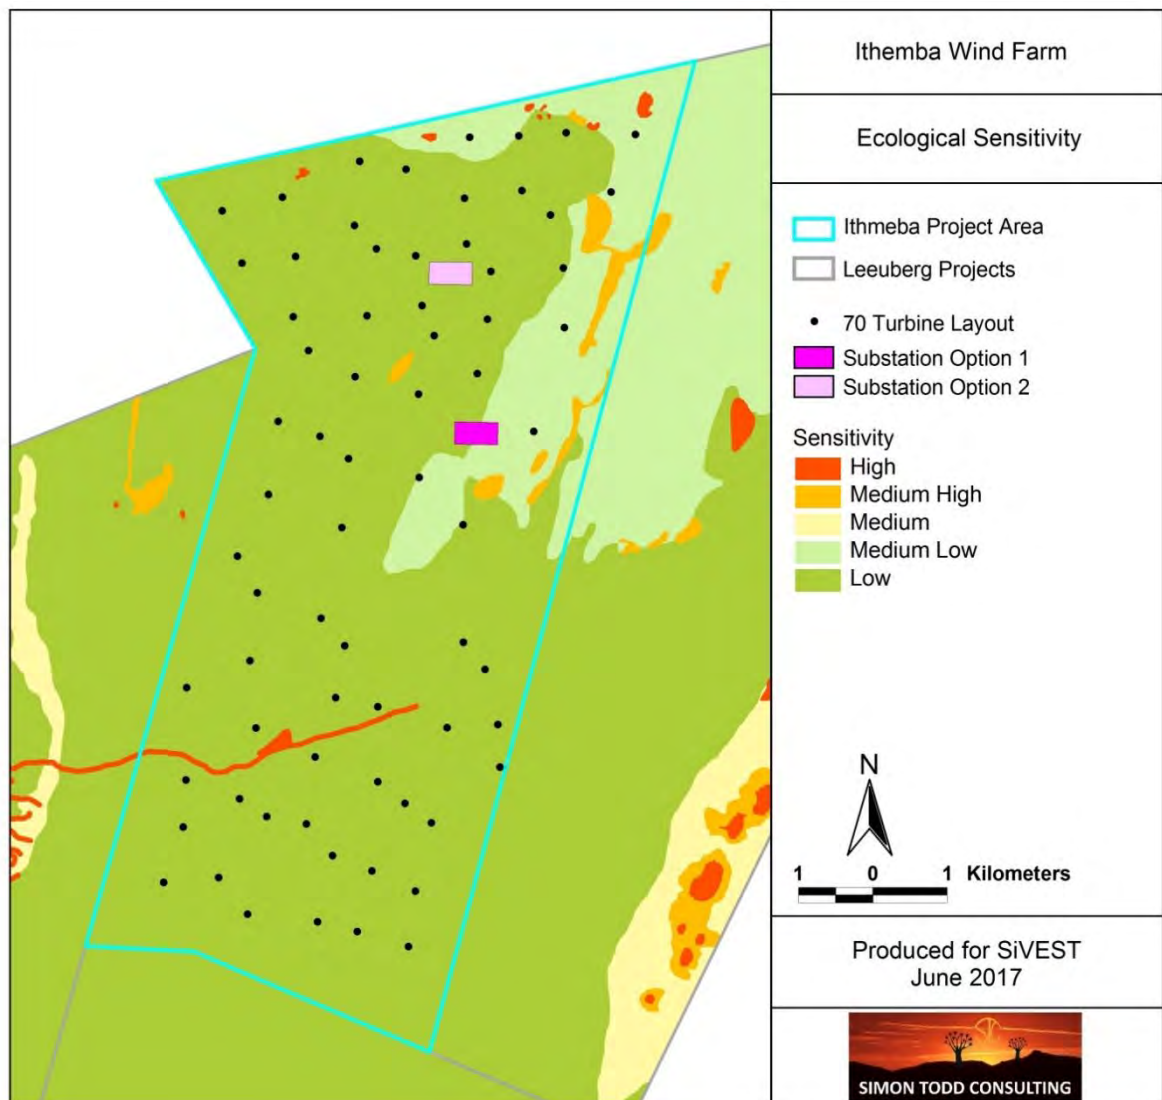 Ithemba Wind Farm
Ecological Sensitivity
Ithmeba Project Area
Leeuberg Projects
70 Turbine Layout
Substation Option 1
Substation Option 2
Sensitivity
High
Medium High
Medium
Medium Low
Low
N
1 0 1 Kilometers
Produced for SiVEST
June 2017
SIMON TODD CONSULTING